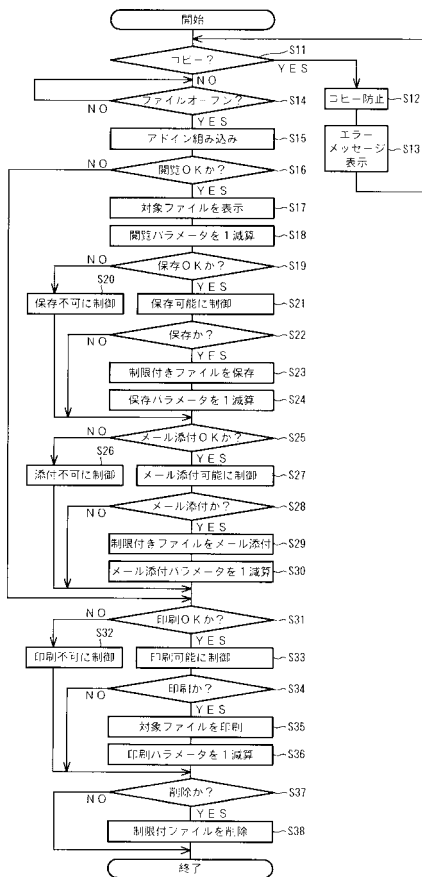 開始
コピー?
S11
YES
NO
コピー防止
S12
ファイルオープン?
S14
NO
YES
エラー
メッセージ
表示
S13
アドイン組み込み
S15
NO
閲覧OKか?
S16
YES
対象ファイルを表示
S17
閲覧パラメータを1減算
S18
S20
NO
保存OKか?
S19
YES
保存不可に制御
保存可能に制御
S21
NO
保存か?
S22
YES
制限付きファイルを保存
S23
保存パラメータを1減算
S24
NO
メール添付OKか?
S25
S26
YES
添付不可に制御
メール添付可能に制御
S27
NO
メール添付か?
S28
YES
制限付きファイルをメール添付
S29
メール添付パラメータを1減算
S30
NO
印刷OKか?
S31
S32
YES
印刷不可に制御
印刷可能に制御
S33
NO
印刷か?
S34
YES
対象ファイルを印刷
S35
印刷パラメータを1減算
S36
NO
削除か?
S37
YES
制限付ファイルを削除
S38
終了